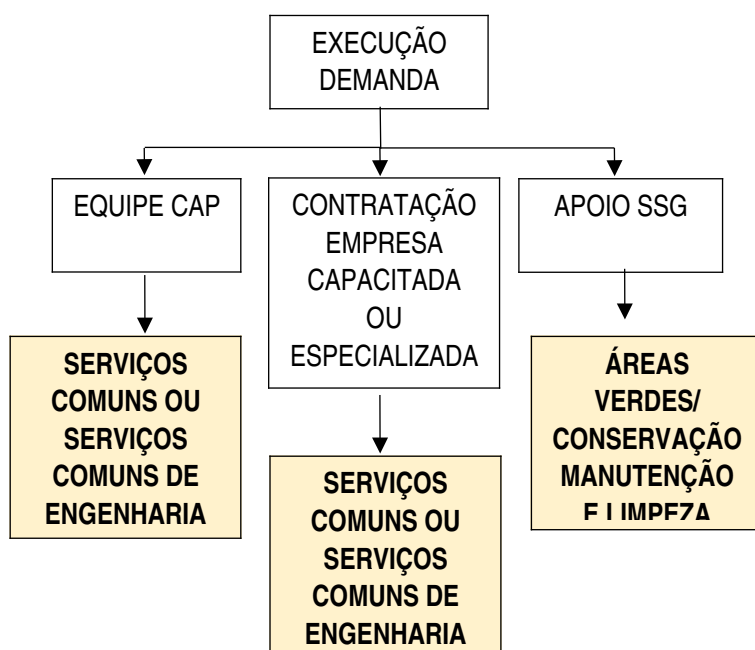 EXECUÇÃO
DEMANDA
EQUIPE CAP
CONTRATAÇÃO
EMPRESA
CAPACITADA
OU
ESPECIALIZADA
APOIO SSG
SERVIÇOS
COMUNS OU
SERVIÇOS
COMUNS DE
ENGENHARIA
SERVIÇOS
COMUNS OU
SERVIÇOS
COMUNS DE
ENGENHARIA
ÁREAS
VERDES/
CONSERVAÇÃO
MANUTENÇÃO
E LIMPEZA